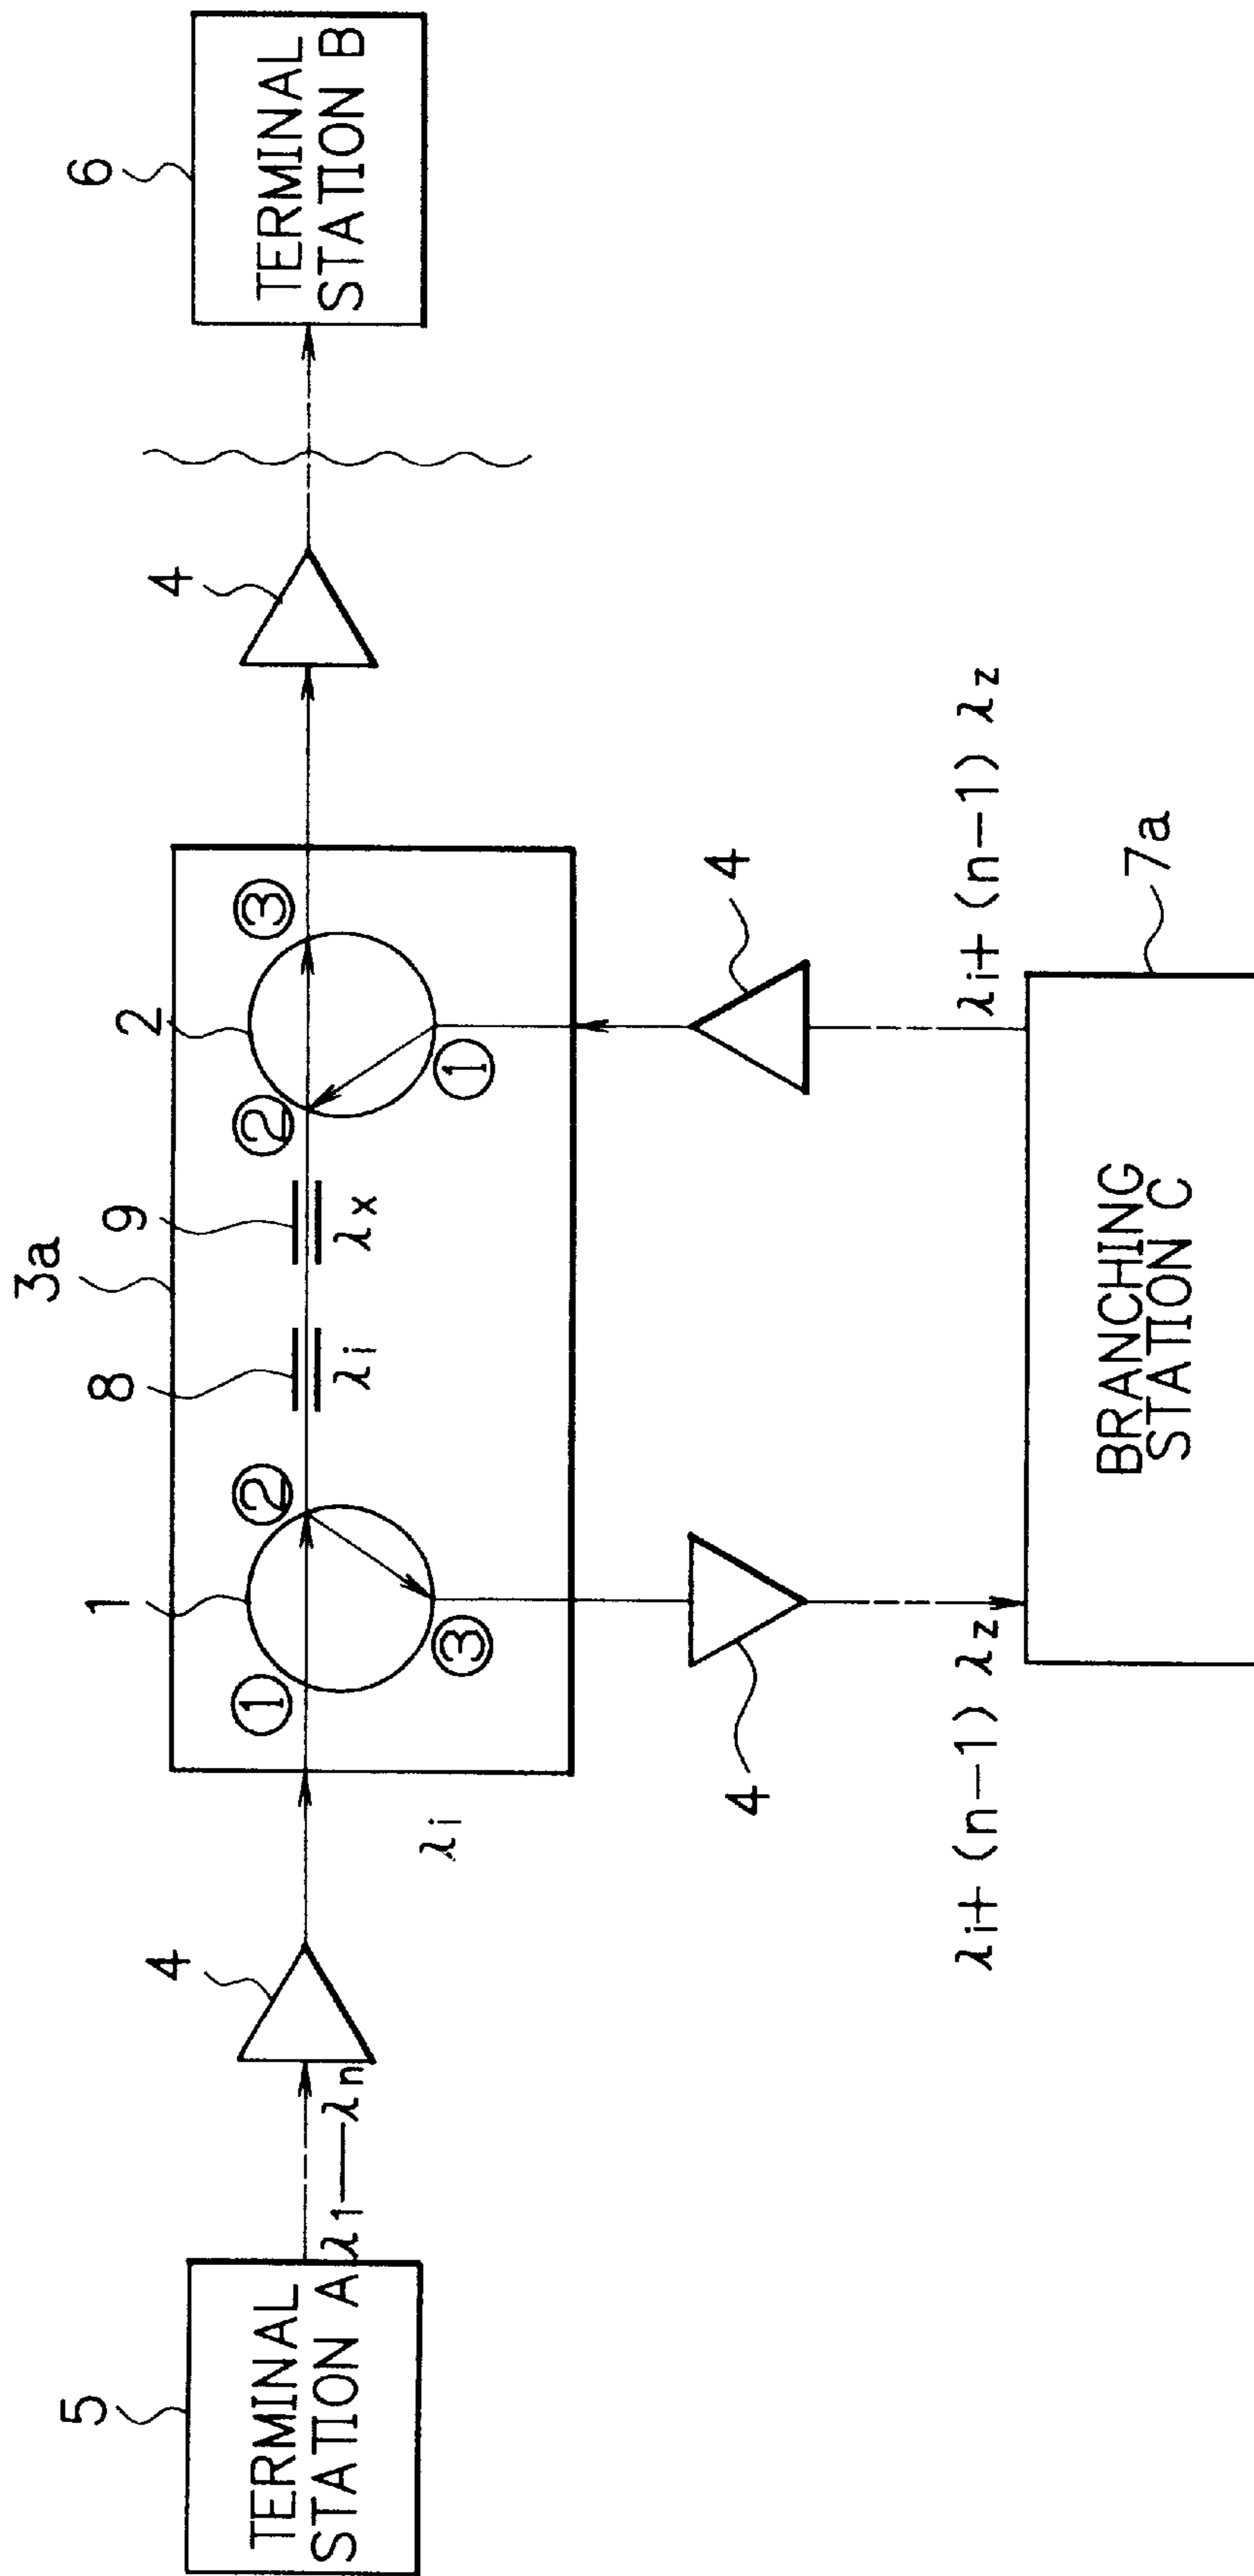 5
TERMINAL
STATION A
λ1—λn
4
λi
3a
1
①
②
③
8
λi
9
λx
2
②
③
①
4
6
TERMINAL
STATION B
4
λi+ (n-1) λz
4
λi+ (n-1) λz
7a
BRANCHING
STATION C